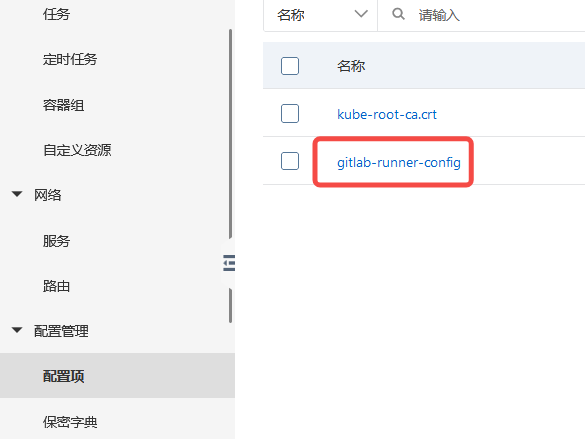 任务
定时任务
容器组
自定义资源
网络
服务
路由
配置管理
配置项
保密字典
名称
请输入
名称
kube-root-ca.crt
gitlab-runner-config